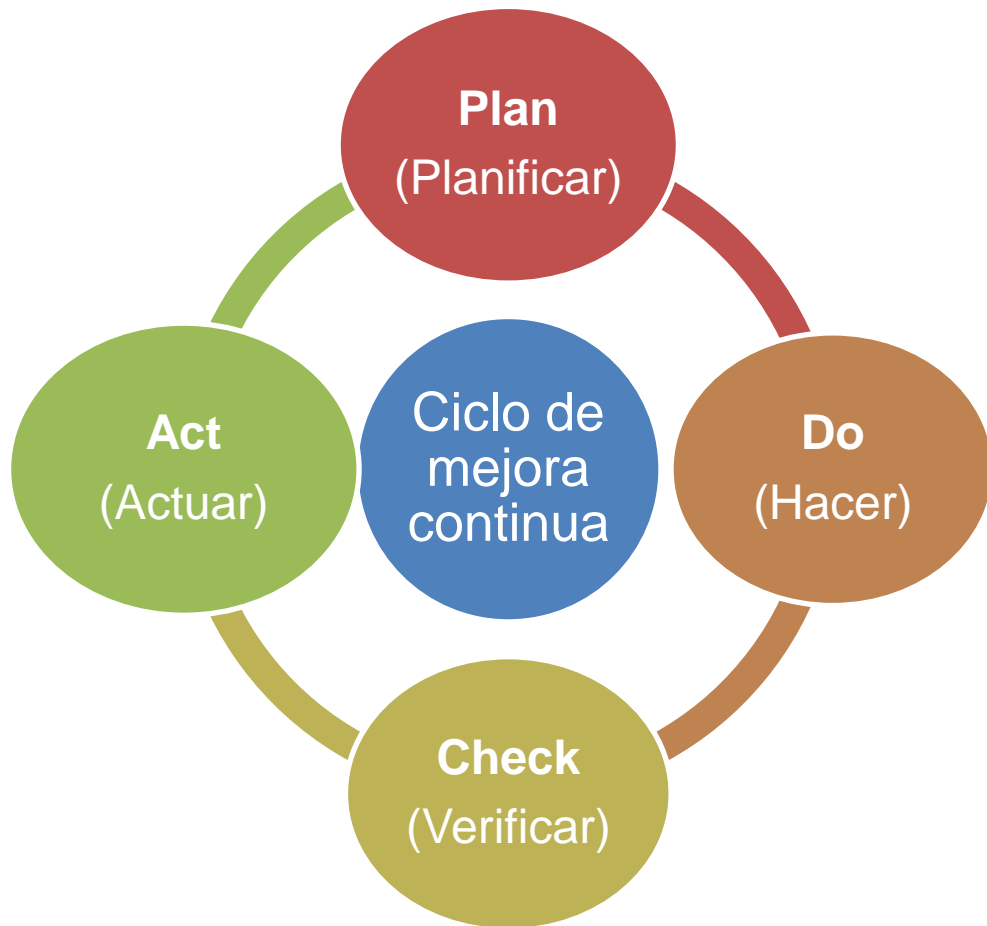 Plan
(Planificar)
Do
(Hacer)
Check
(Verificar)
Act
(Actuar)
Ciclo de
mejora
continua